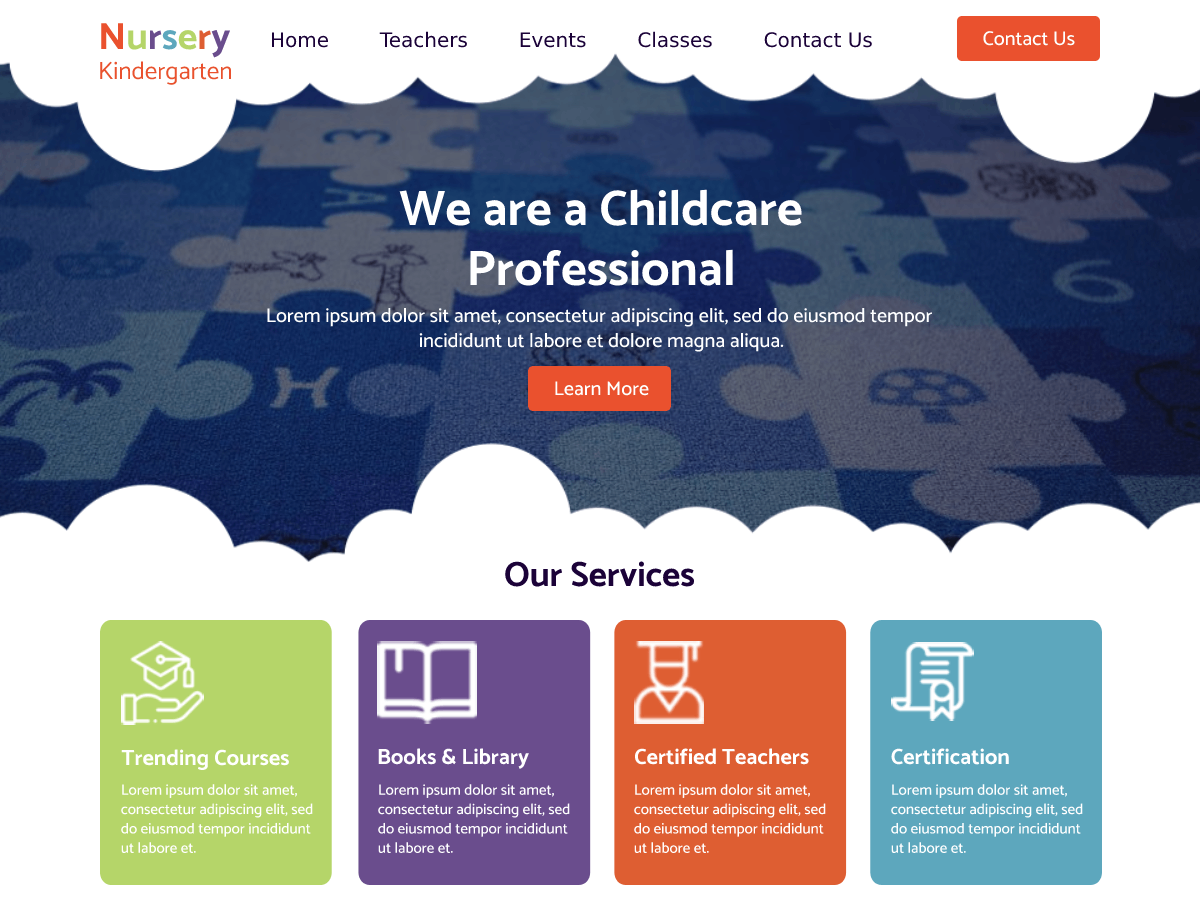 Nursery
Kindergarten
Home Teachers Events Classes Contact Us
Contact Us
We are a Childcare
Professional
Lorem ipsum dolor sit amet, consectetur adipiscing elit, sed do eiusmod tempor
incididunt ut labore et dolore magna aliqua.
Learn More
7
A
i
6
H
Our Services
Trending Courses
Lorem ipsum dolor sit amet,
consectetur adipiscing elit, sed
do eiusmod tempor incididunt
ut labore et.
Books & Library
Lorem ipsum dolor sit amet,
consectetur adipiscing elit, sed
do eiusmod tempor incididunt
ut labore et.
Certified Teachers
Lorem ipsum dolor sit amet,
consectetur adipiscing elit, sed
do eiusmod tempor incididunt
ut labore et.
Certification
Lorem ipsum dolor sit amet,
consectetur adipiscing elit, sed
do eiusmod tempor incididunt
ut labore et.